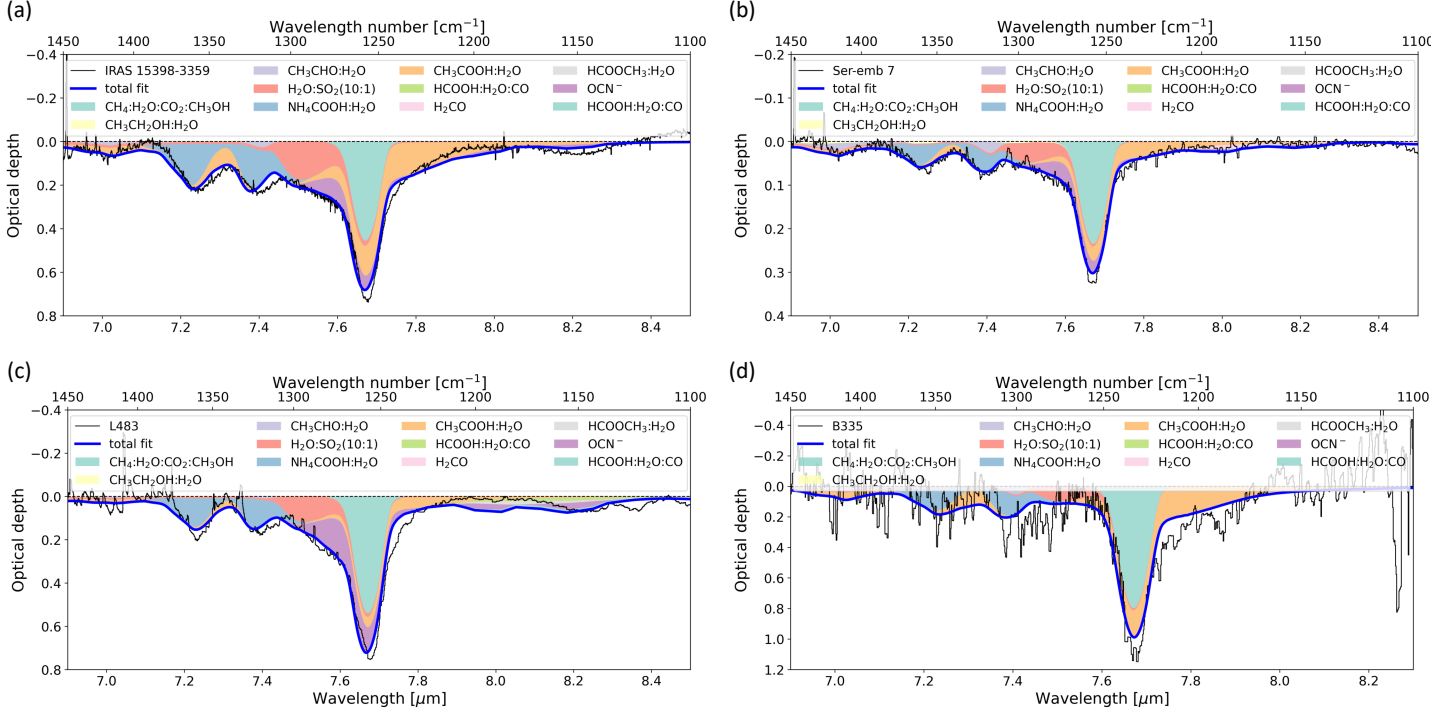 (a)
Wavelength number [cm⁻¹]
1450 1400 1350 1300 1250 1200 1150 1100
−0.4
−0.2
0.0
0.2
0.4
0.6
0.8
Optical depth
IRAS 15398-3359
total fit
CH₄:H₂O:CO₂:CH₃OH
CH₃CH₂OH:H₂O
CH₃CHO:H₂O
H₂O:SO₂(10:1)
NH₄COOH:H₂O
CH₃COOH:H₂O
HCOOH:H₂O:CO
H₂CO
HCOOCH₃:H₂O
OCN⁻
HCOOH:H₂O:CO
7.0 7.2 7.4 7.6 7.8 8.0 8.2 8.4
(b)
Wavelength number [cm⁻¹]
1450 1400 1350 1300 1250 1200 1150 1100
−0.2
−0.1
0.0
0.1
0.2
0.3
0.4
Optical depth
Ser-emb 7
total fit
CH₄:H₂O:CO₂:CH₃OH
CH₃CH₂OH:H₂O
CH₃CHO:H₂O
H₂O:SO₂(10:1)
NH₄COOH:H₂O
CH₃COOH:H₂O
HCOOH:H₂O:CO
H₂CO
HCOOCH₃:H₂O
OCN⁻
HCOOH:H₂O:CO
7.0 7.2 7.4 7.6 7.8 8.0 8.2 8.4
(c)
Wavelength number [cm⁻¹]
1450 1400 1350 1300 1250 1200 1150 1100
−0.4
−0.2
0.0
0.2
0.4
0.6
0.8
Optical depth
L483
total fit
CH₄:H₂O:CO₂:CH₃OH
CH₃CH₂OH:H₂O
CH₃CHO:H₂O
H₂O:SO₂(10:1)
NH₄COOH:H₂O
CH₃COOH:H₂O
HCOOH:H₂O:CO
H₂CO
HCOOCH₃:H₂O
OCN⁻
HCOOH:H₂O:CO
7.0 7.2 7.4 7.6 7.8 8.0 8.2 8.4
Wavelength [μm]
(d)
Wavelength number [cm⁻¹]
1450 1400 1350 1300 1250 1200 1150 1100
−0.4
−0.2
0.0
0.2
0.4
0.6
0.8
1.0
1.2
Optical depth
B335
total fit
CH₄:H₂O:CO₂:CH₃OH
CH₃CH₂OH:H₂O
CH₃CHO:H₂O
H₂O:SO₂(10:1)
NH₄COOH:H₂O
CH₃COOH:H₂O
HCOOH:H₂O:CO
H₂CO
HCOOCH₃:H₂O
OCN⁻
HCOOH:H₂O:CO
7.0 7.2 7.4 7.6 7.8 8.0 8.2
Wavelength [μm]